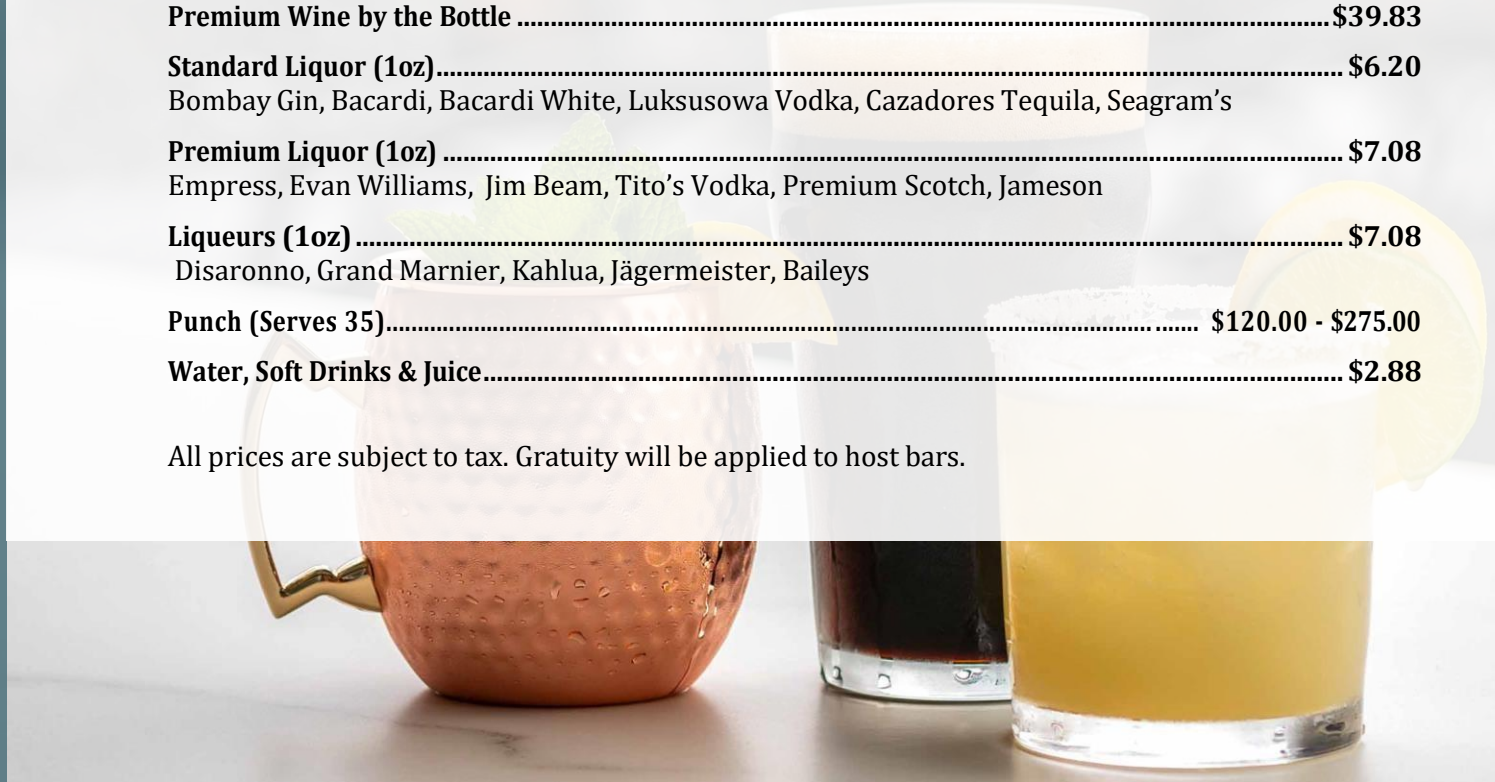 Premium Wine by the Bottle ........................................ $39.83
Standard Liquor (1oz) ........................................ $6.20
Bombay Gin, Bacardi, Bacardi White, Luksusowa Vodka, Cazadores Tequila, Seagram’s
Premium Liquor (1oz) ........................................ $7.08
Empress, Evan Williams, Jim Beam, Tito’s Vodka, Premium Scotch, Jameson
Liqueurs (1oz) ........................................ $7.08
Disaronno, Grand Marnier, Kahlua, Jägermeister, Baileys
Punch (Serves 35) ........................................ $120.00 - $275.00
Water, Soft Drinks & Juice ........................................ $2.88
All prices are subject to tax. Gratuity will be applied to host bars.